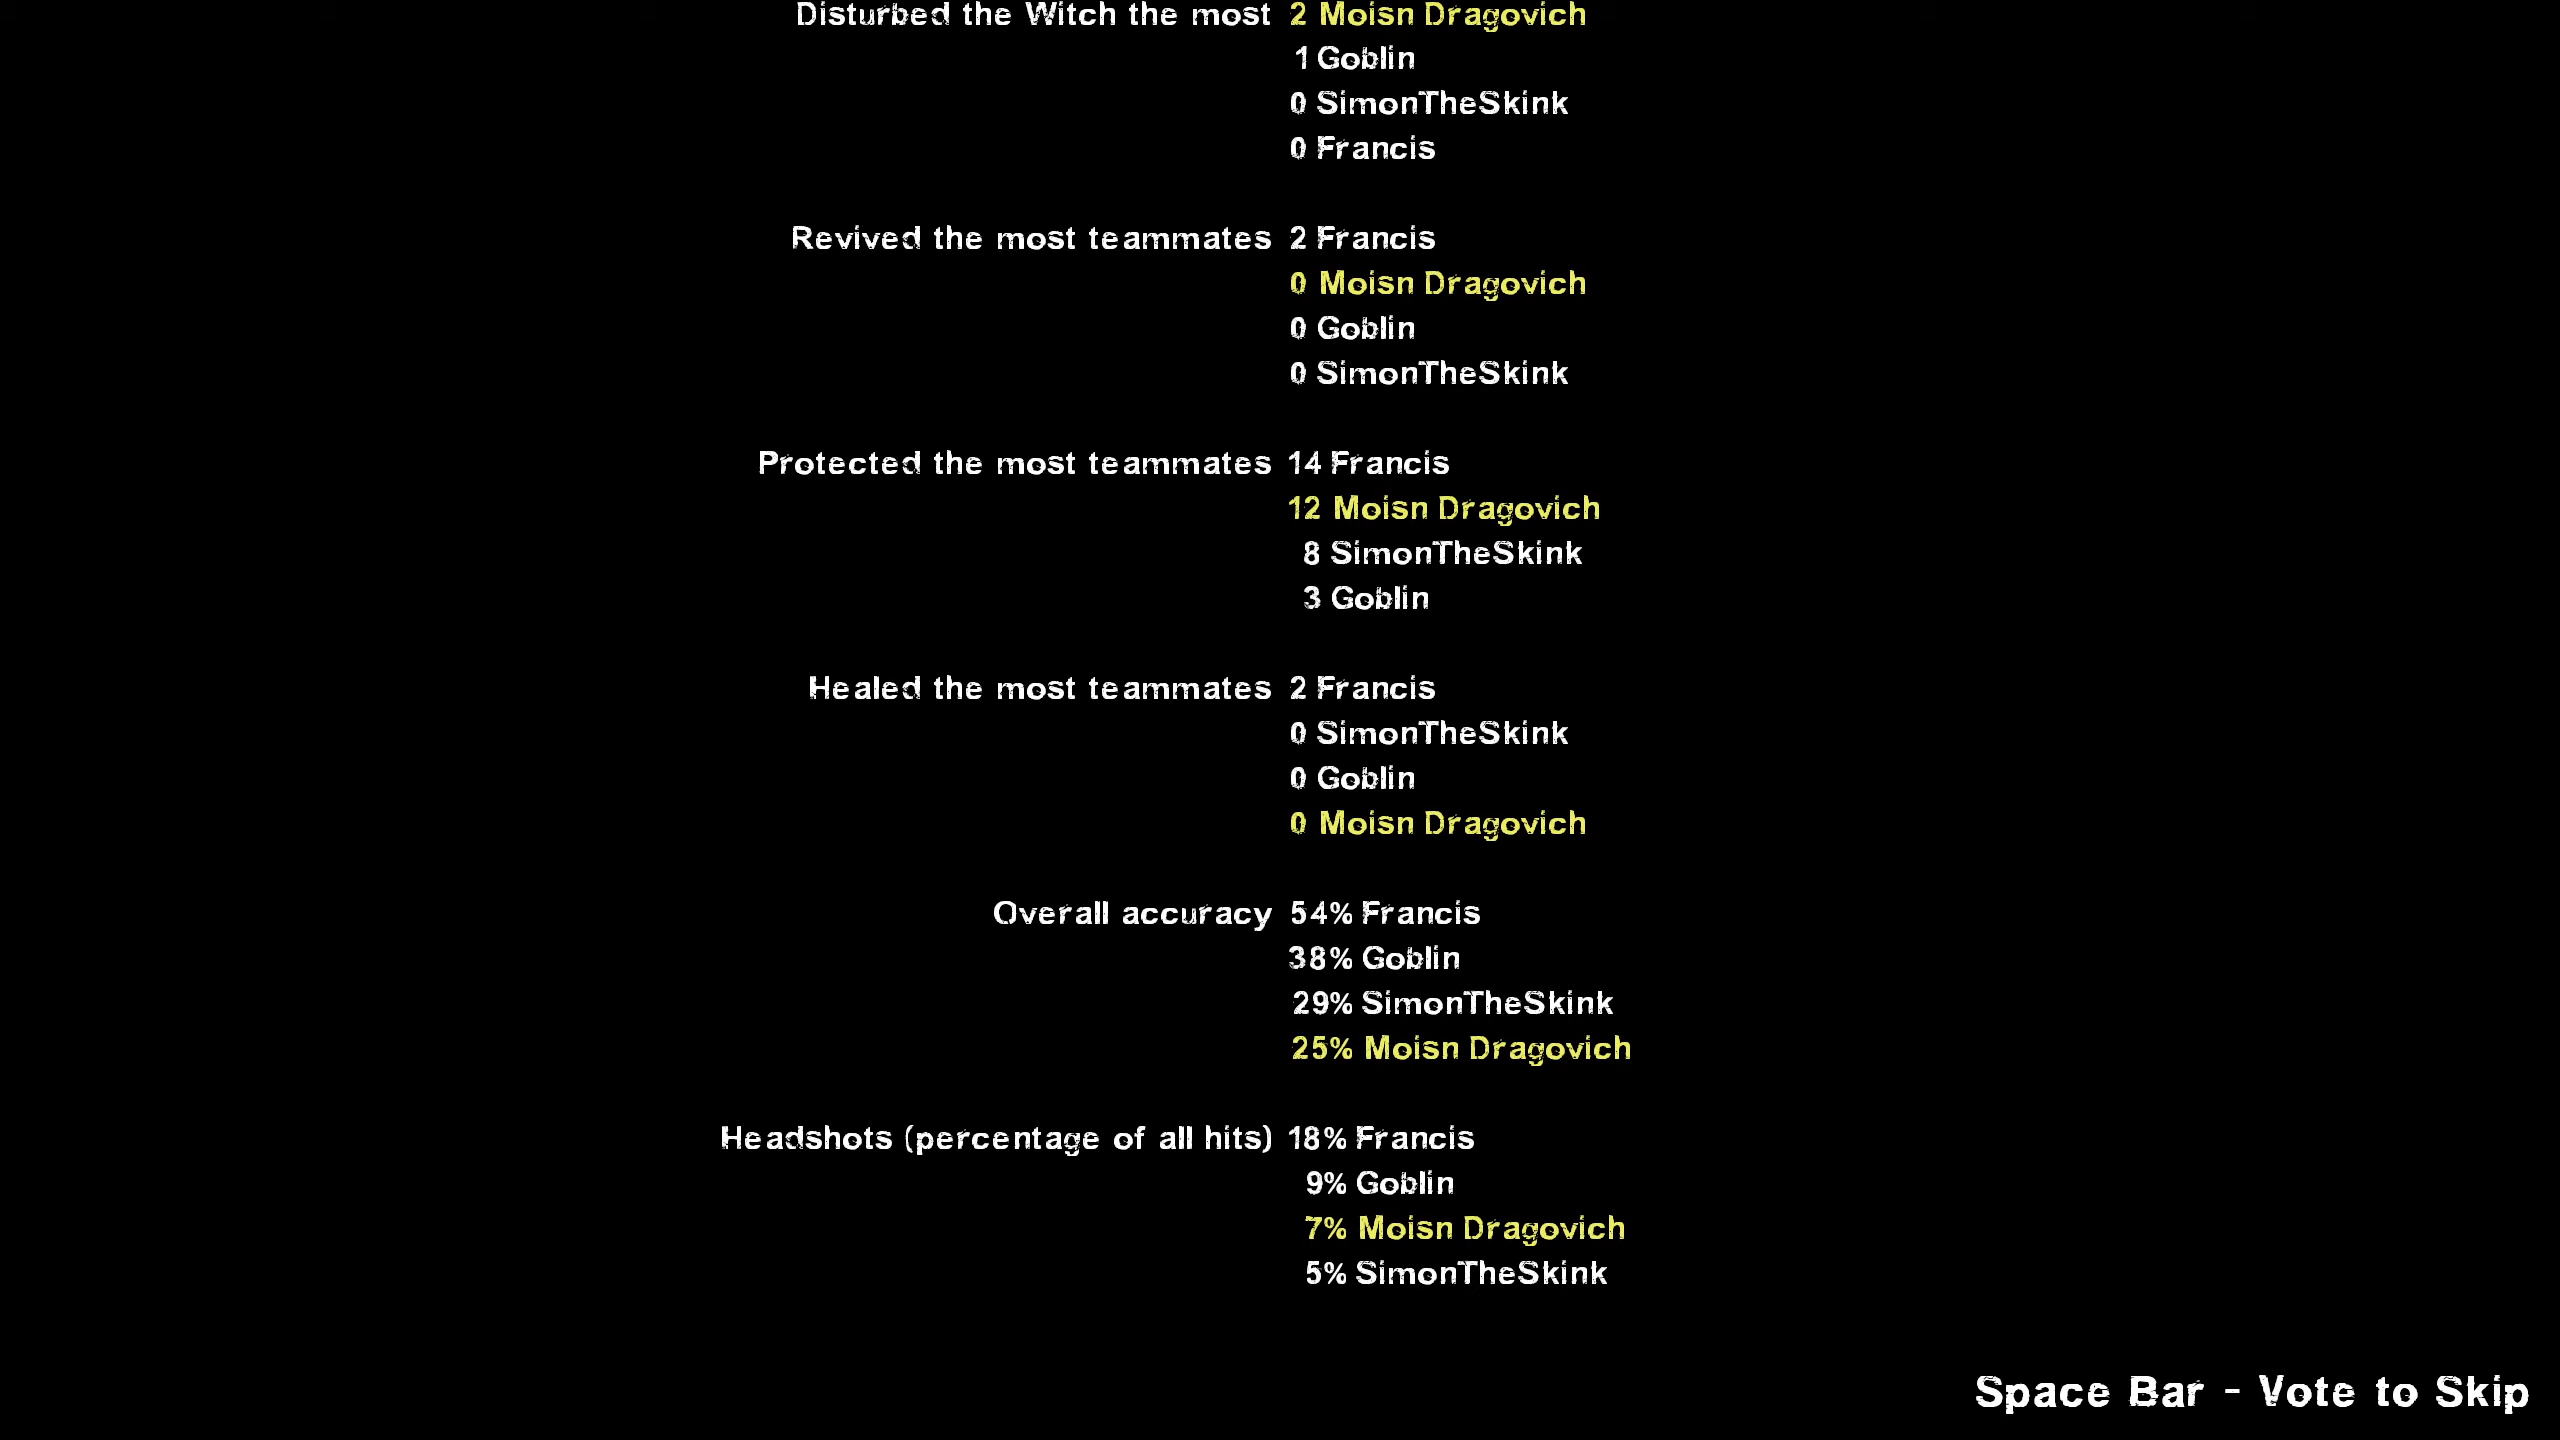 Disturbed the Witch the most 2 Moisn Dragovich
1 Goblin
0 SimonTheSkink
0 Francis
Revived the most teammates 2 Francis
0 Moisn Dragovich
0 Goblin
0 SimonTheSkink
Protected the most teammates 14 Francis
12 Moisn Dragovich
8 SimonTheSkink
3 Goblin
Healed the most teammates 2 Francis
0 SimonTheSkink
0 Goblin
0 Moisn Dragovich
Overall accuracy 54% Francis
38% Goblin
29% SimonTheSkink
25% Moisn Dragovich
Headshots (percentage of all hits) 18% Francis
9% Goblin
7% Moisn Dragovich
5% SimonTheSkink
Space Bar - Vote to Skip